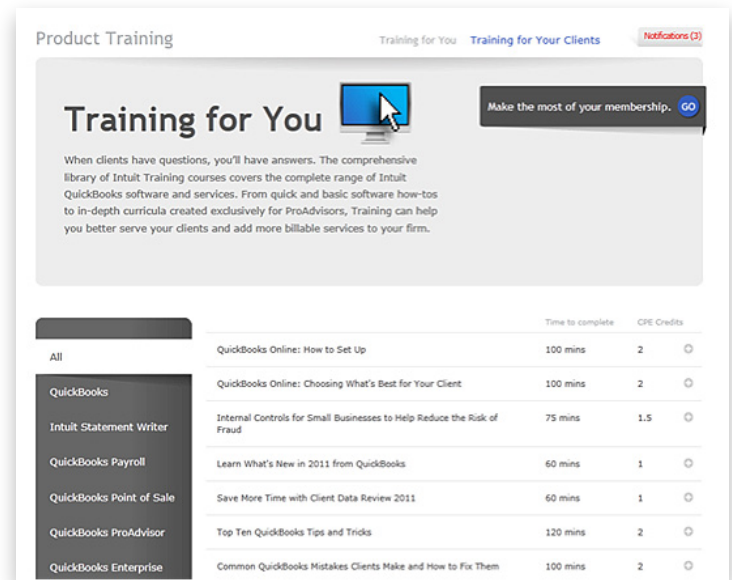 Product Training
Training for You
Training for Your Clients
Notifications (3)
Training for You
Make the most of your membership. GO
When clients have questions, you'll have answers. The comprehensive
library of Intuit Training courses covers the complete range of Intuit
QuickBooks software and services. From quick and basic software how-tos
to in-depth curricula created exclusively for ProAdvisors, Training can help
you better serve your clients and add more billable services to your firm.
All
QuickBooks
Intuit Statement Writer
QuickBooks Payroll
QuickBooks Point of Sale
QuickBooks ProAdvisor
QuickBooks Enterprise
Time to complete CPE Credits
QuickBooks Online: How to Set Up 100 mins 2
QuickBooks Online: Choosing What's Best for Your Client 100 mins 2
Internal Controls for Small Businesses to Help Reduce the Risk of 75 mins 1.5
Fraud
Learn What's New in 2011 from QuickBooks 60 mins 1
Save More Time with Client Data Review 2011 60 mins 1
Top Ten QuickBooks Tips and Tricks 120 mins 2
Common QuickBooks Mistakes Clients Make and How to Fix Them 100 mins 2